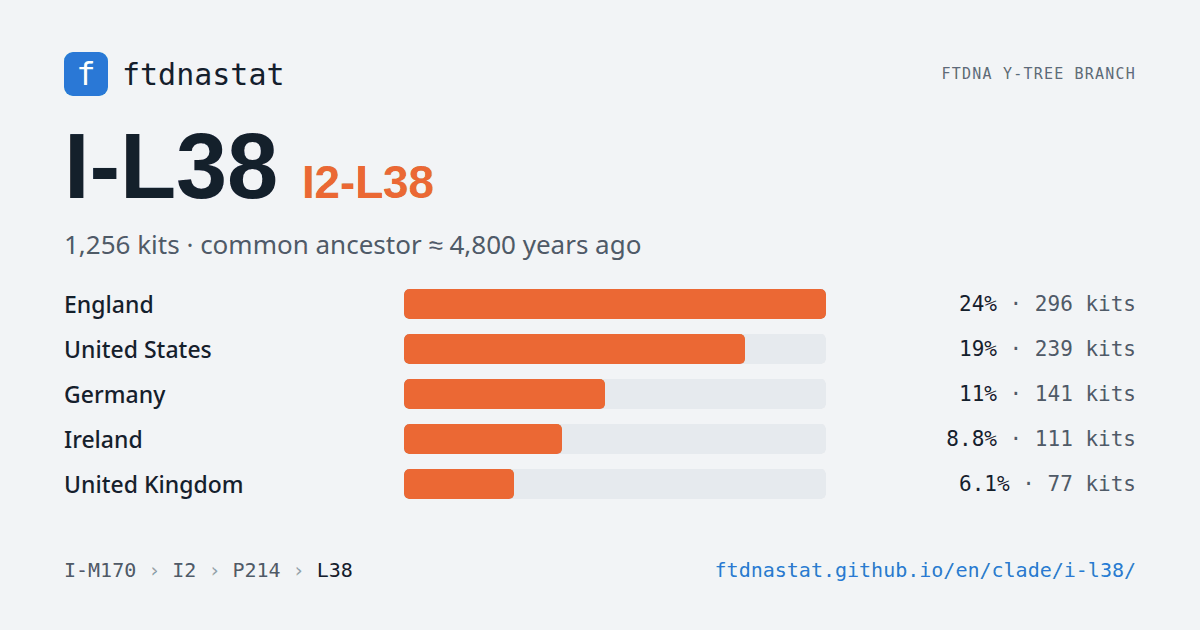 f ftdnastat
FTDNA Y-TREE BRANCH
I-L38 I2-L38
1,256 kits · common ancestor ≈ 4,800 years ago
England 24% · 296 kits
United States 19% · 239 kits
Germany 11% · 141 kits
Ireland 8.8% · 111 kits
United Kingdom 6.1% · 77 kits
I-M170 › I2 › P214 › L38
ftdnastat.github.io/en/clade/i-l38/